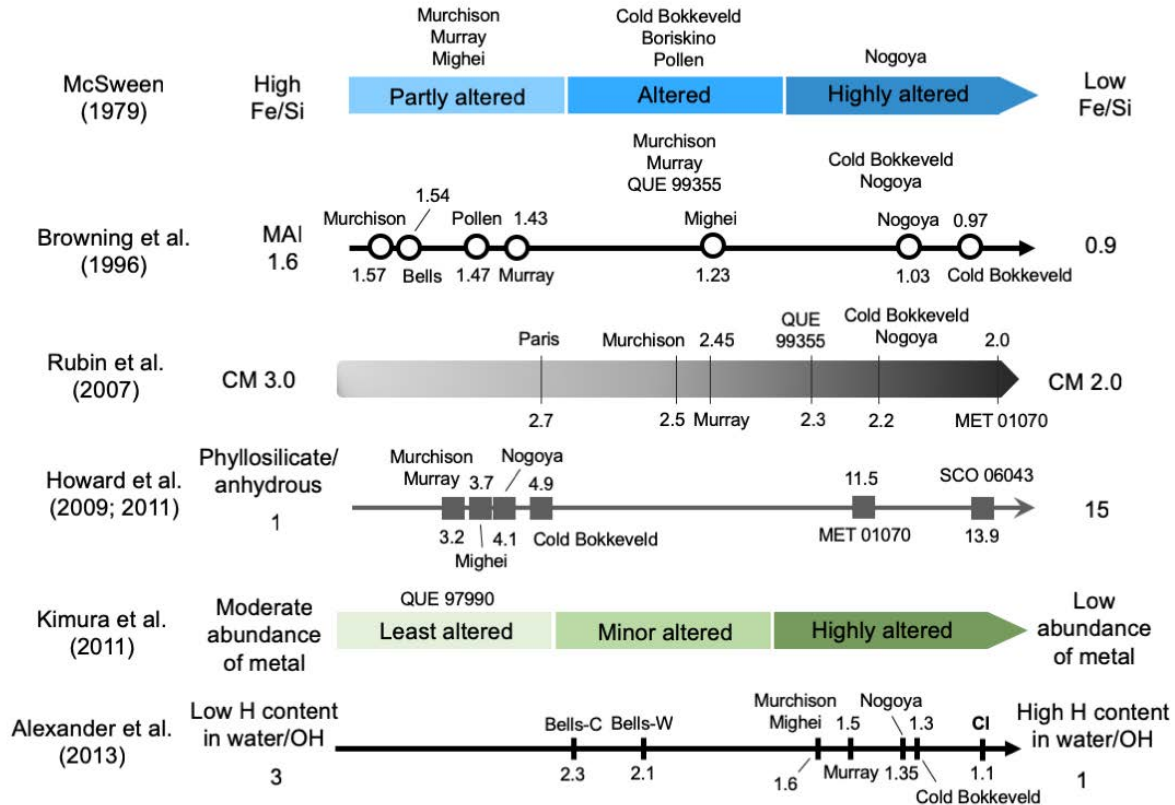 McSween
(1979)
High
Fe/Si
Murchison
Murray
Mighei
Cold Bokkeveld
Boriskino
Pollen
Nogoya
Partly altered
Altered
Highly altered
Low
Fe/Si
Browning et al.
(1996)
MAI
1.6
Murchison
Murray
QUE 99355
Cold Bokkeveld
Nogoya
Murchison
1.54
Pollen
1.43
Mighei
Nogoya
0.97
1.57
Bells
1.47
Murray
1.23
1.03
Cold Bokkeveld
0.9
Rubin et al.
(2007)
CM 3.0
Paris
Murchison
2.45
QUE
99355
Cold Bokkeveld
Nogoya
2.0
2.7
2.5
Murray
2.3
2.2
MET 01070
CM 2.0
Howard et al.
(2009; 2011)
Phyllosilicate/
anhydrous
1
Murchison
Murray
3.7
Nogoya
4.9
11.5
SCO 06043
3.2
Mighei
4.1
Cold Bokkeveld
MET 01070
13.9
15
Kimura et al.
(2011)
Moderate
abundance
of metal
QUE 97990
Least altered
Minor altered
Highly altered
Low
abundance
of metal
Alexander et al.
(2013)
Low H content
in water/OH
3
Bells-C
Bells-W
Murchison
Mighei
1.5
Nogoya
1.3
CI
2.3
2.1
1.6
Murray
1.35
Cold Bokkeveld
1.1
High H content
in water/OH
1